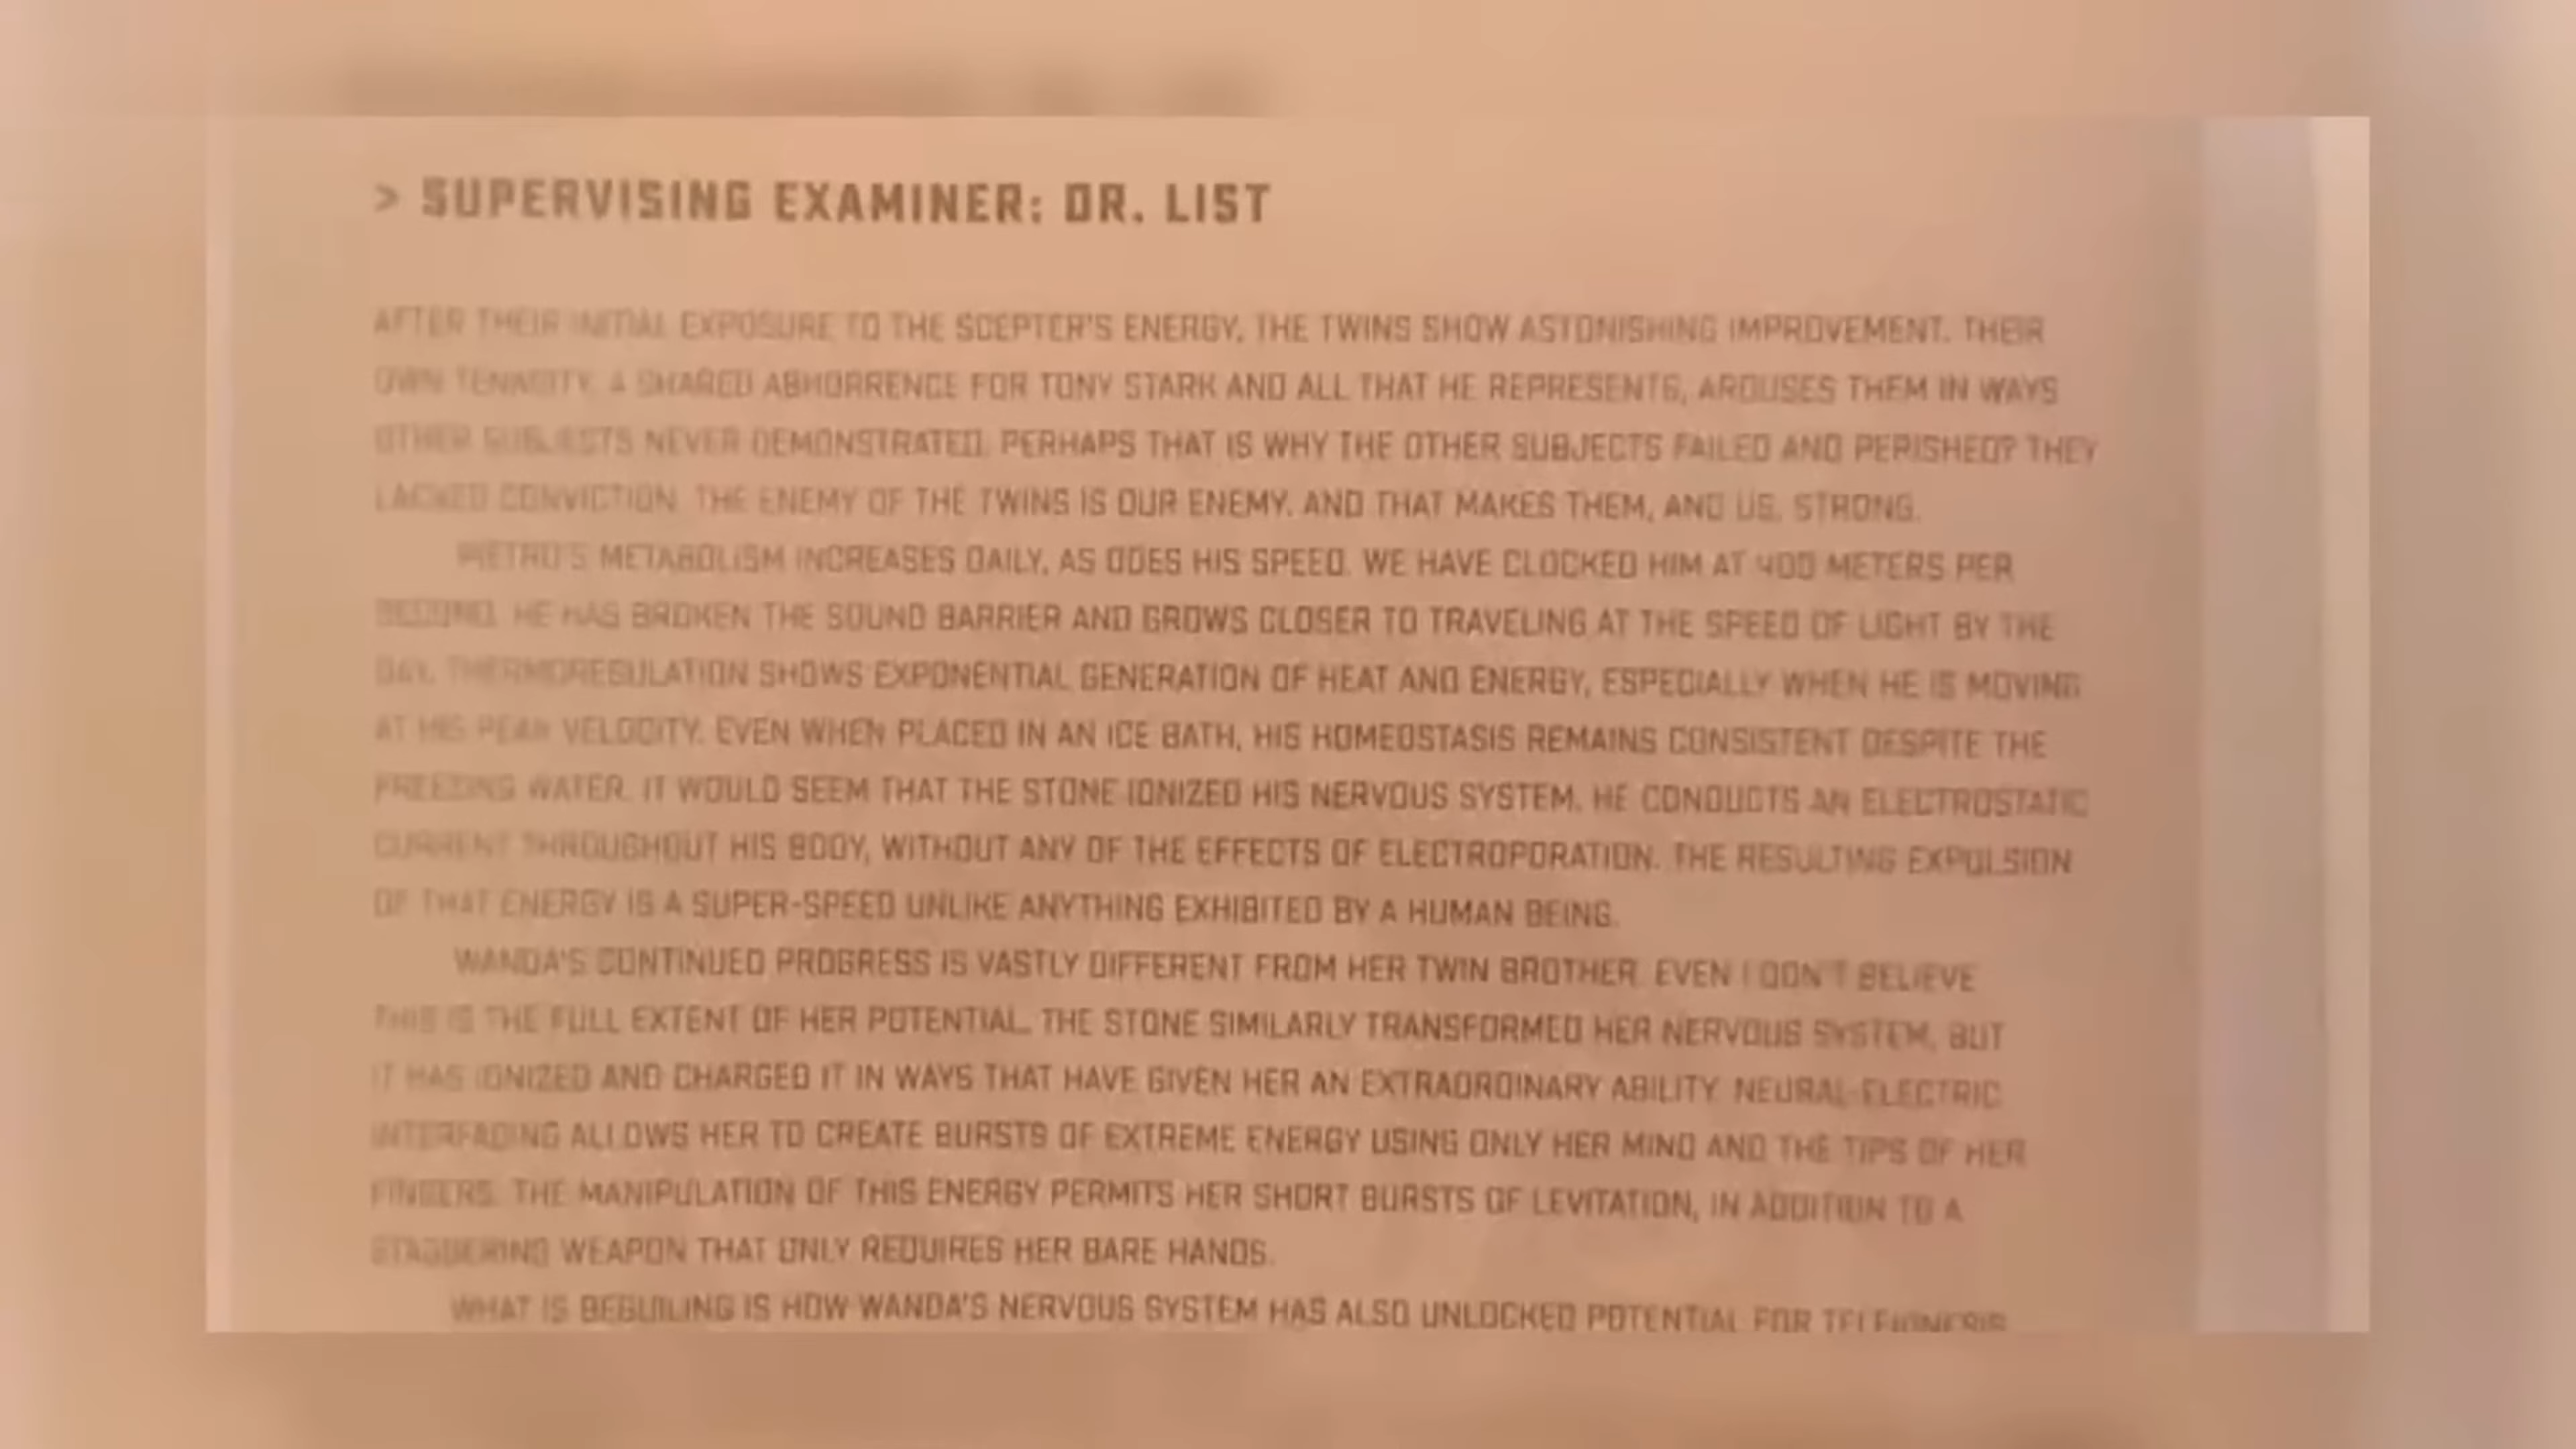 > SUPERVISING EXAMINER: DR. LIST
AFTER THEIR INITIAL EXPOSURE TO THE SCEPTER'S ENERGY, THE TWINS SHOW ASTONISHING IMPROVEMENT. THEIR
OWN TENACITY, A SHARED ABHORRENCE FOR TONY STARK AND ALL THAT HE REPRESENTS, AROUSES THEM IN WAYS
OTHER SUBJECTS NEVER DEMONSTRATED. PERHAPS THAT IS WHY THE OTHER SUBJECTS FAILED AND PERISHED? THEY
LACKED CONVICTION. THE ENEMY OF THE TWINS IS OUR ENEMY. AND THAT MAKES THEM, AND US, STRONG.
PIETRO'S METABOLISM INCREASES DAILY, AS DOES HIS SPEED. WE HAVE CLOCKED HIM AT 400 METERS PER
SECOND. HE HAS BROKEN THE SOUND BARRIER AND GROWS CLOSER TO TRAVELING AT THE SPEED OF LIGHT BY THE
DAY. THERMOREGULATION SHOWS EXPONENTIAL GENERATION OF HEAT AND ENERGY, ESPECIALLY WHEN HE IS MOVING
AT HIS PEAK VELOCITY. EVEN WHEN PLACED IN AN ICE BATH, HIS HOMEOSTASIS REMAINS CONSISTENT DESPITE THE
FREEZING WATER. IT WOULD SEEM THAT THE STONE IONIZED HIS NERVOUS SYSTEM. HE CONDUCTS AN ELECTROSTATIC
CURRENT THROUGHOUT HIS BODY, WITHOUT ANY OF THE EFFECTS OF ELECTROPORATION. THE RESULTING EXPULSION
OF THAT ENERGY IS A SUPER-SPEED UNLIKE ANYTHING EXHIBITED BY A HUMAN BEING.
WANDA'S CONTINUED PROGRESS IS VASTLY DIFFERENT FROM HER TWIN BROTHER. EVEN I DON'T BELIEVE
THIS IS THE FULL EXTENT OF HER POTENTIAL. THE STONE SIMILARLY TRANSFORMED HER NERVOUS SYSTEM, BUT
IT HAS IONIZED AND CHARGED IT IN WAYS THAT HAVE GIVEN HER AN EXTRAORDINARY ABILITY. NEURAL-ELECTRIC
INTERFACING ALLOWS HER TO CREATE BURSTS OF EXTREME ENERGY USING ONLY HER MIND AND THE TIPS OF HER
FINGERS. THE MANIPULATION OF THIS ENERGY PERMITS HER SHORT BURSTS OF LEVITATION, IN ADDITION TO A
STAGGERING WEAPON THAT ONLY REQUIRES HER BARE HANDS.
WHAT IS BEGUILING IS HOW WANDA'S NERVOUS SYSTEM HAS ALSO UNLOCKED POTENTIAL FOR TELEKINESIS